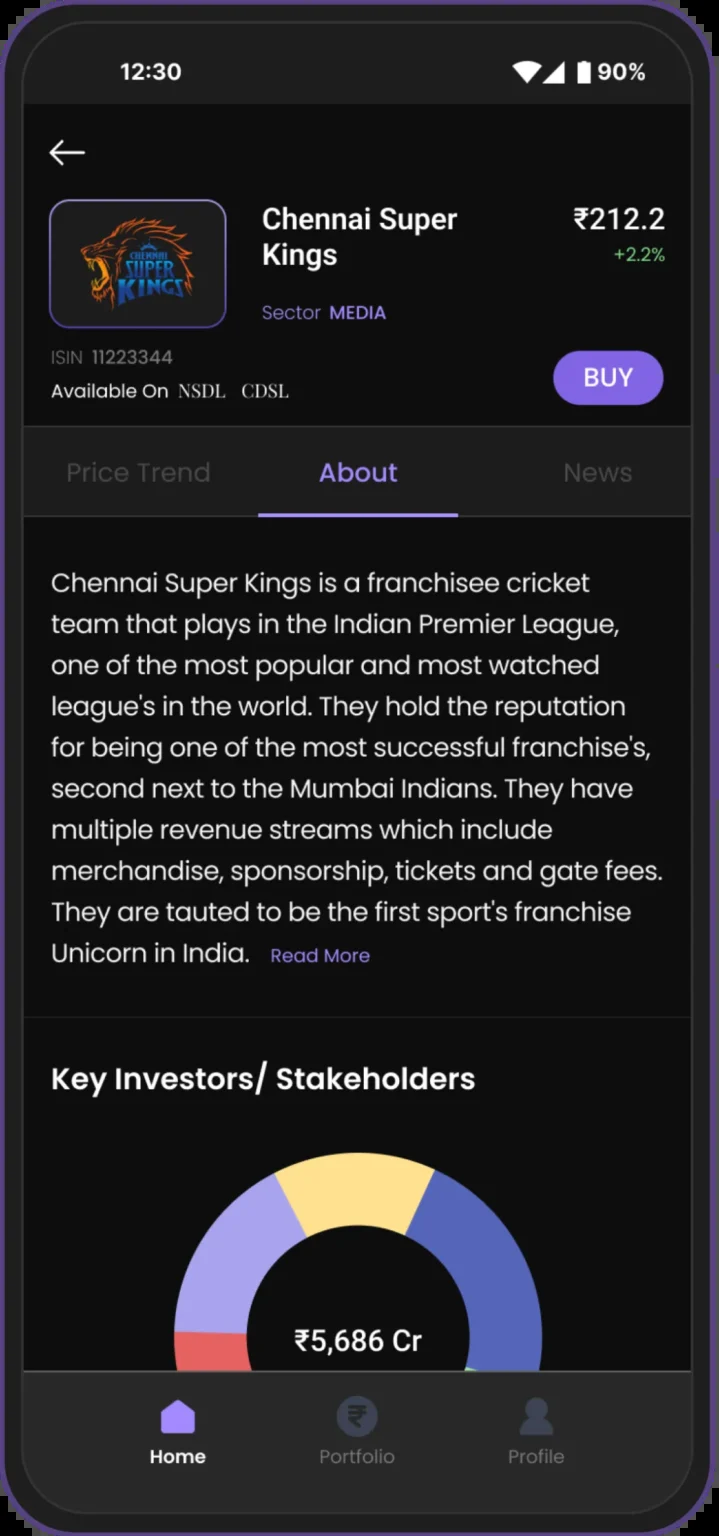 12:30
90%
CHENNAI
SUPER
KINGS
Chennai Super
Kings
₹212.2
+2.2%
Sector MEDIA
ISIN 11223344
Available On NSDL CDSL
BUY
Price Trend
About
News
Chennai Super Kings is a franchisee cricket
team that plays in the Indian Premier League,
one of the most popular and most watched
league's in the world. They hold the reputation
for being one of the most successful franchise's,
second next to the Mumbai Indians. They have
multiple revenue streams which include
merchandise, sponsorship, tickets and gate fees.
They are tauted to be the first sport's franchise
Unicorn in India. Read More
Key Investors/ Stakeholders
₹5,686 Cr
Home
Portfolio
Profile